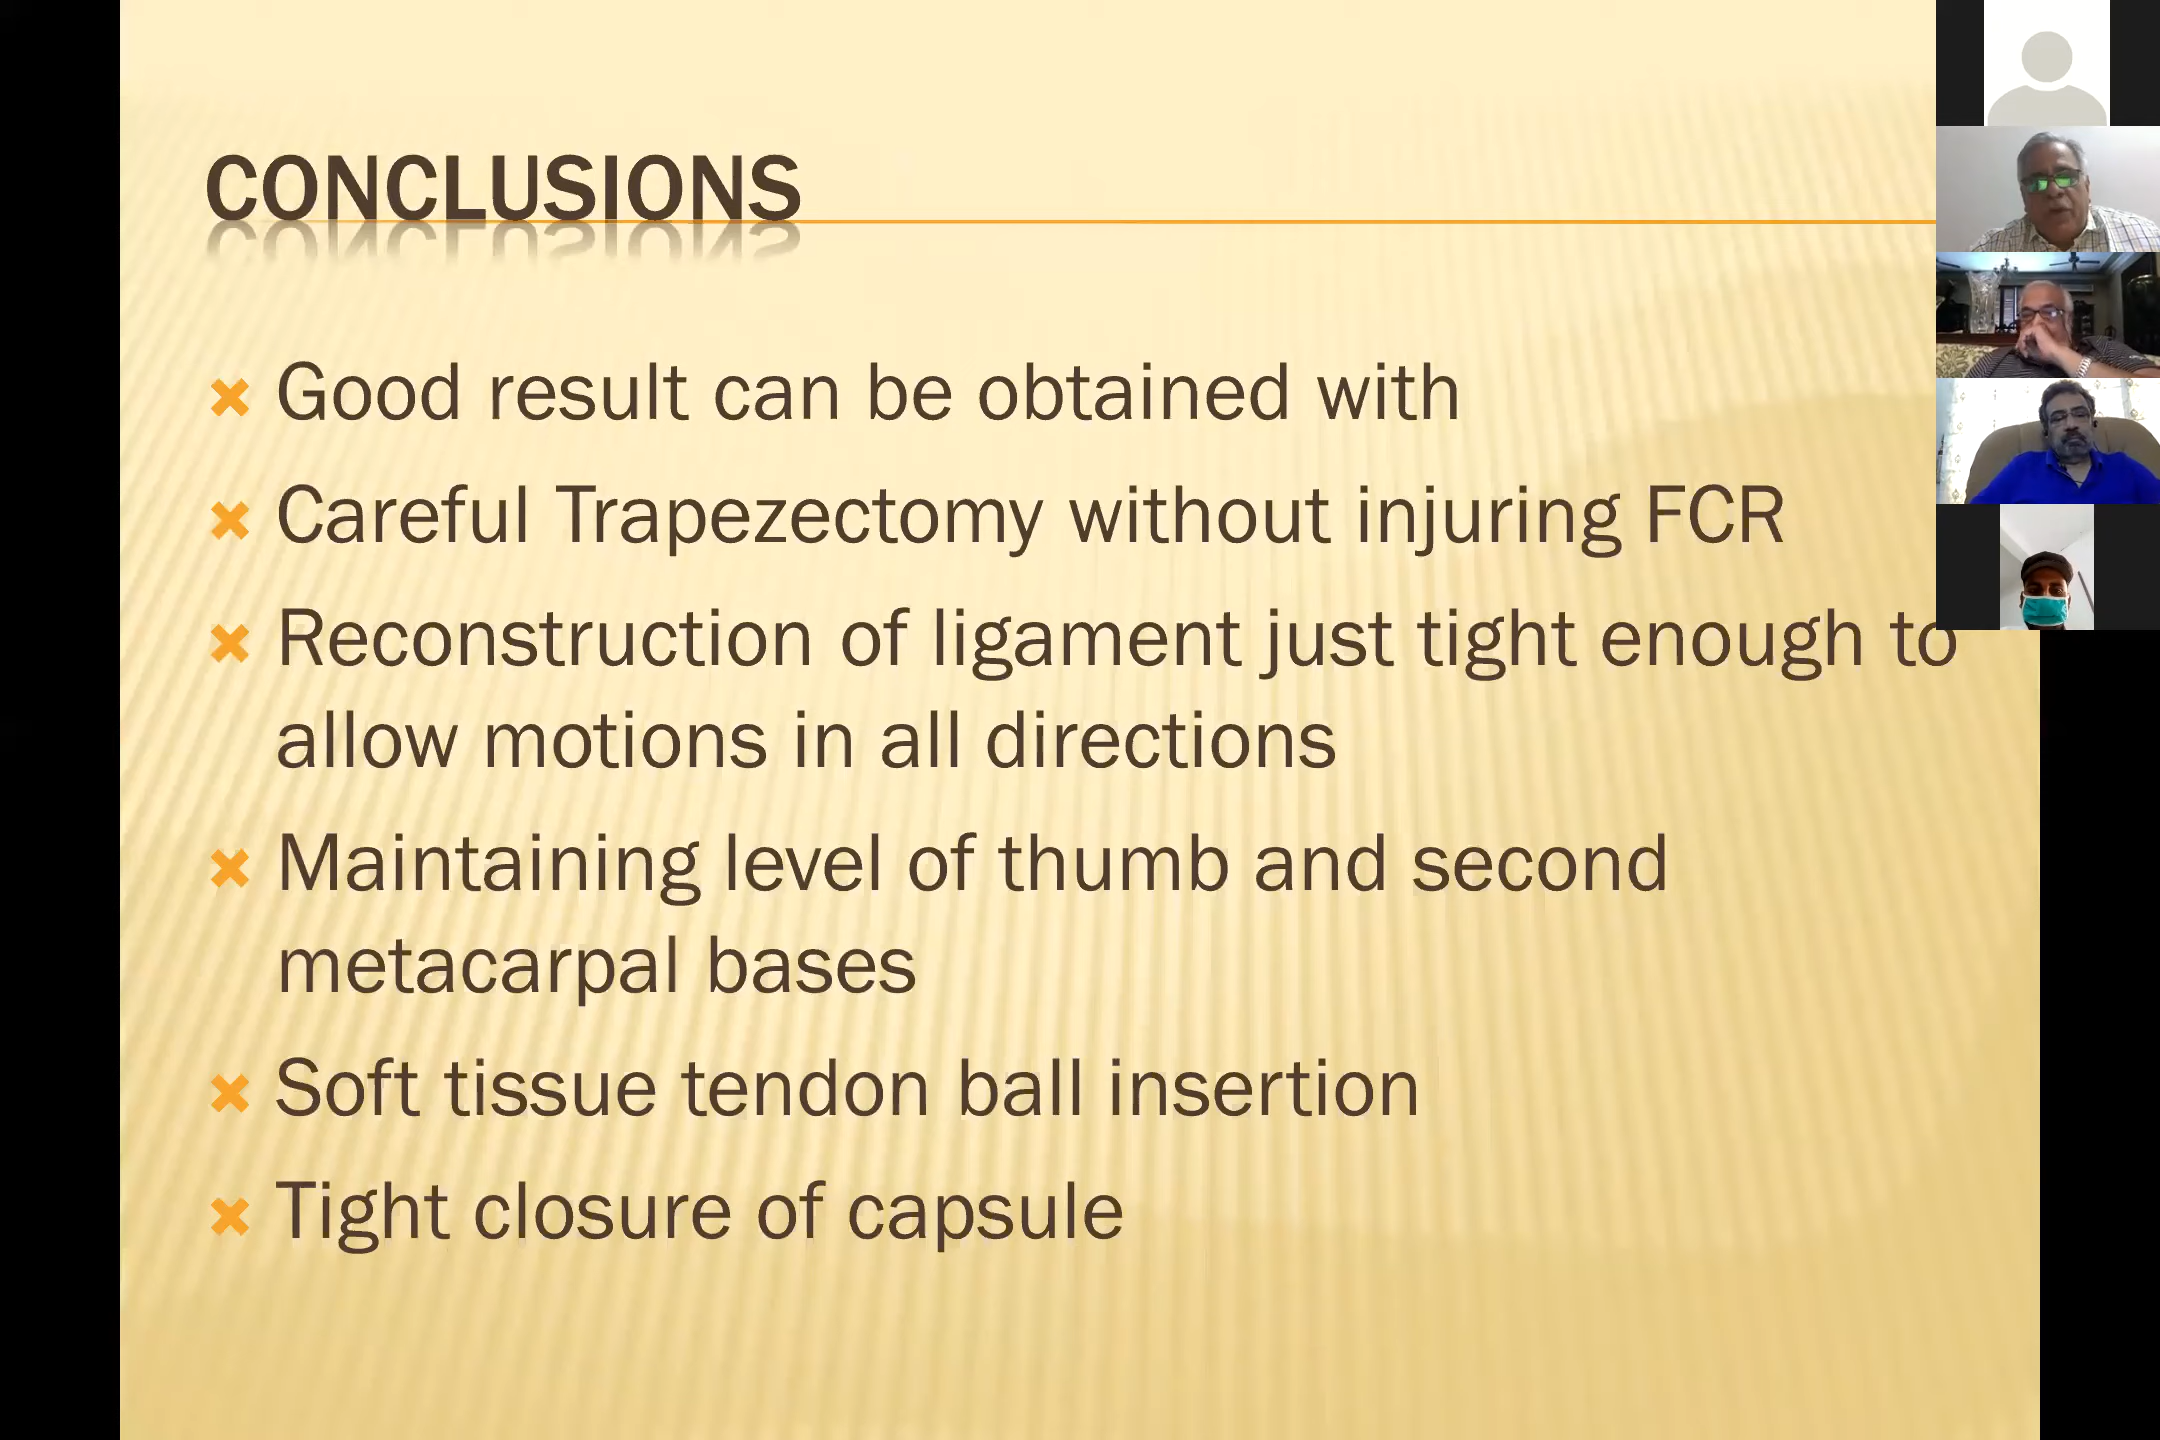 CONCLUSIONS
Good result can be obtained with
Careful Trapezectomy without injuring FCR
Reconstruction of ligament just tight enough to
allow motions in all directions
Maintaining level of thumb and second
metacarpal bases
Soft tissue tendon ball insertion
Tight closure of capsule